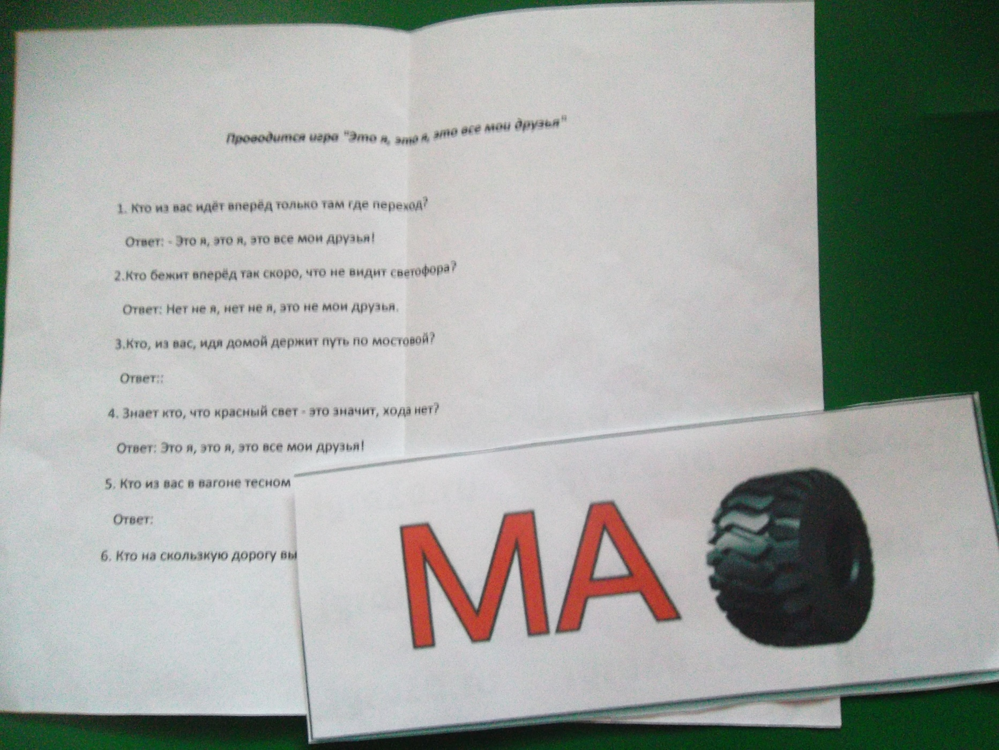 Проводится игра "Это я, это я, это все мои друзья"
1. Кто из вас идёт вперёд только там где переход?
Ответ: - Это я, это я, это все мои друзья!
2.Кто бежит вперёд так скоро, что не видит светофора?
Ответ: Нет не я, нет не я, это не мои друзья.
3.Кто, из вас, идя домой держит путь по мостовой?
Ответ::
4. Знает кто, что красный свет - это значит, хода нет?
Ответ: Это я, это я, это все мои друзья!
5. Кто из вас в вагоне тесном
Ответ:
6. Кто на скользкую дорогу вы
МА